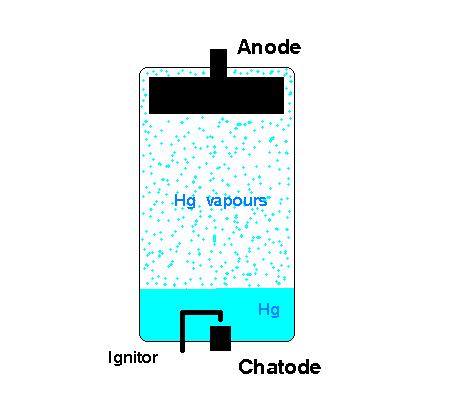 Anode
Hg vapours
Hg
Ignitor
Chatode